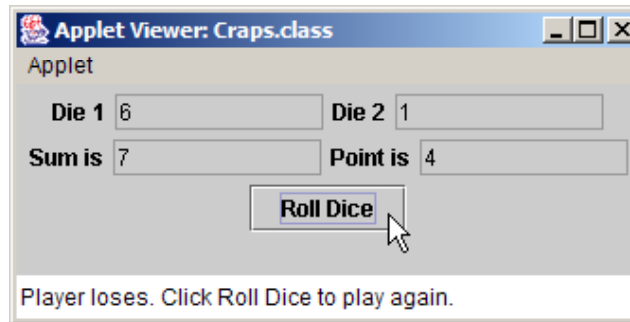 Applet Viewer: Craps.class
Applet
Die 1 6 Die 2 1
Sum is 7 Point is 4
Roll Dice
Player loses. Click Roll Dice to play again.